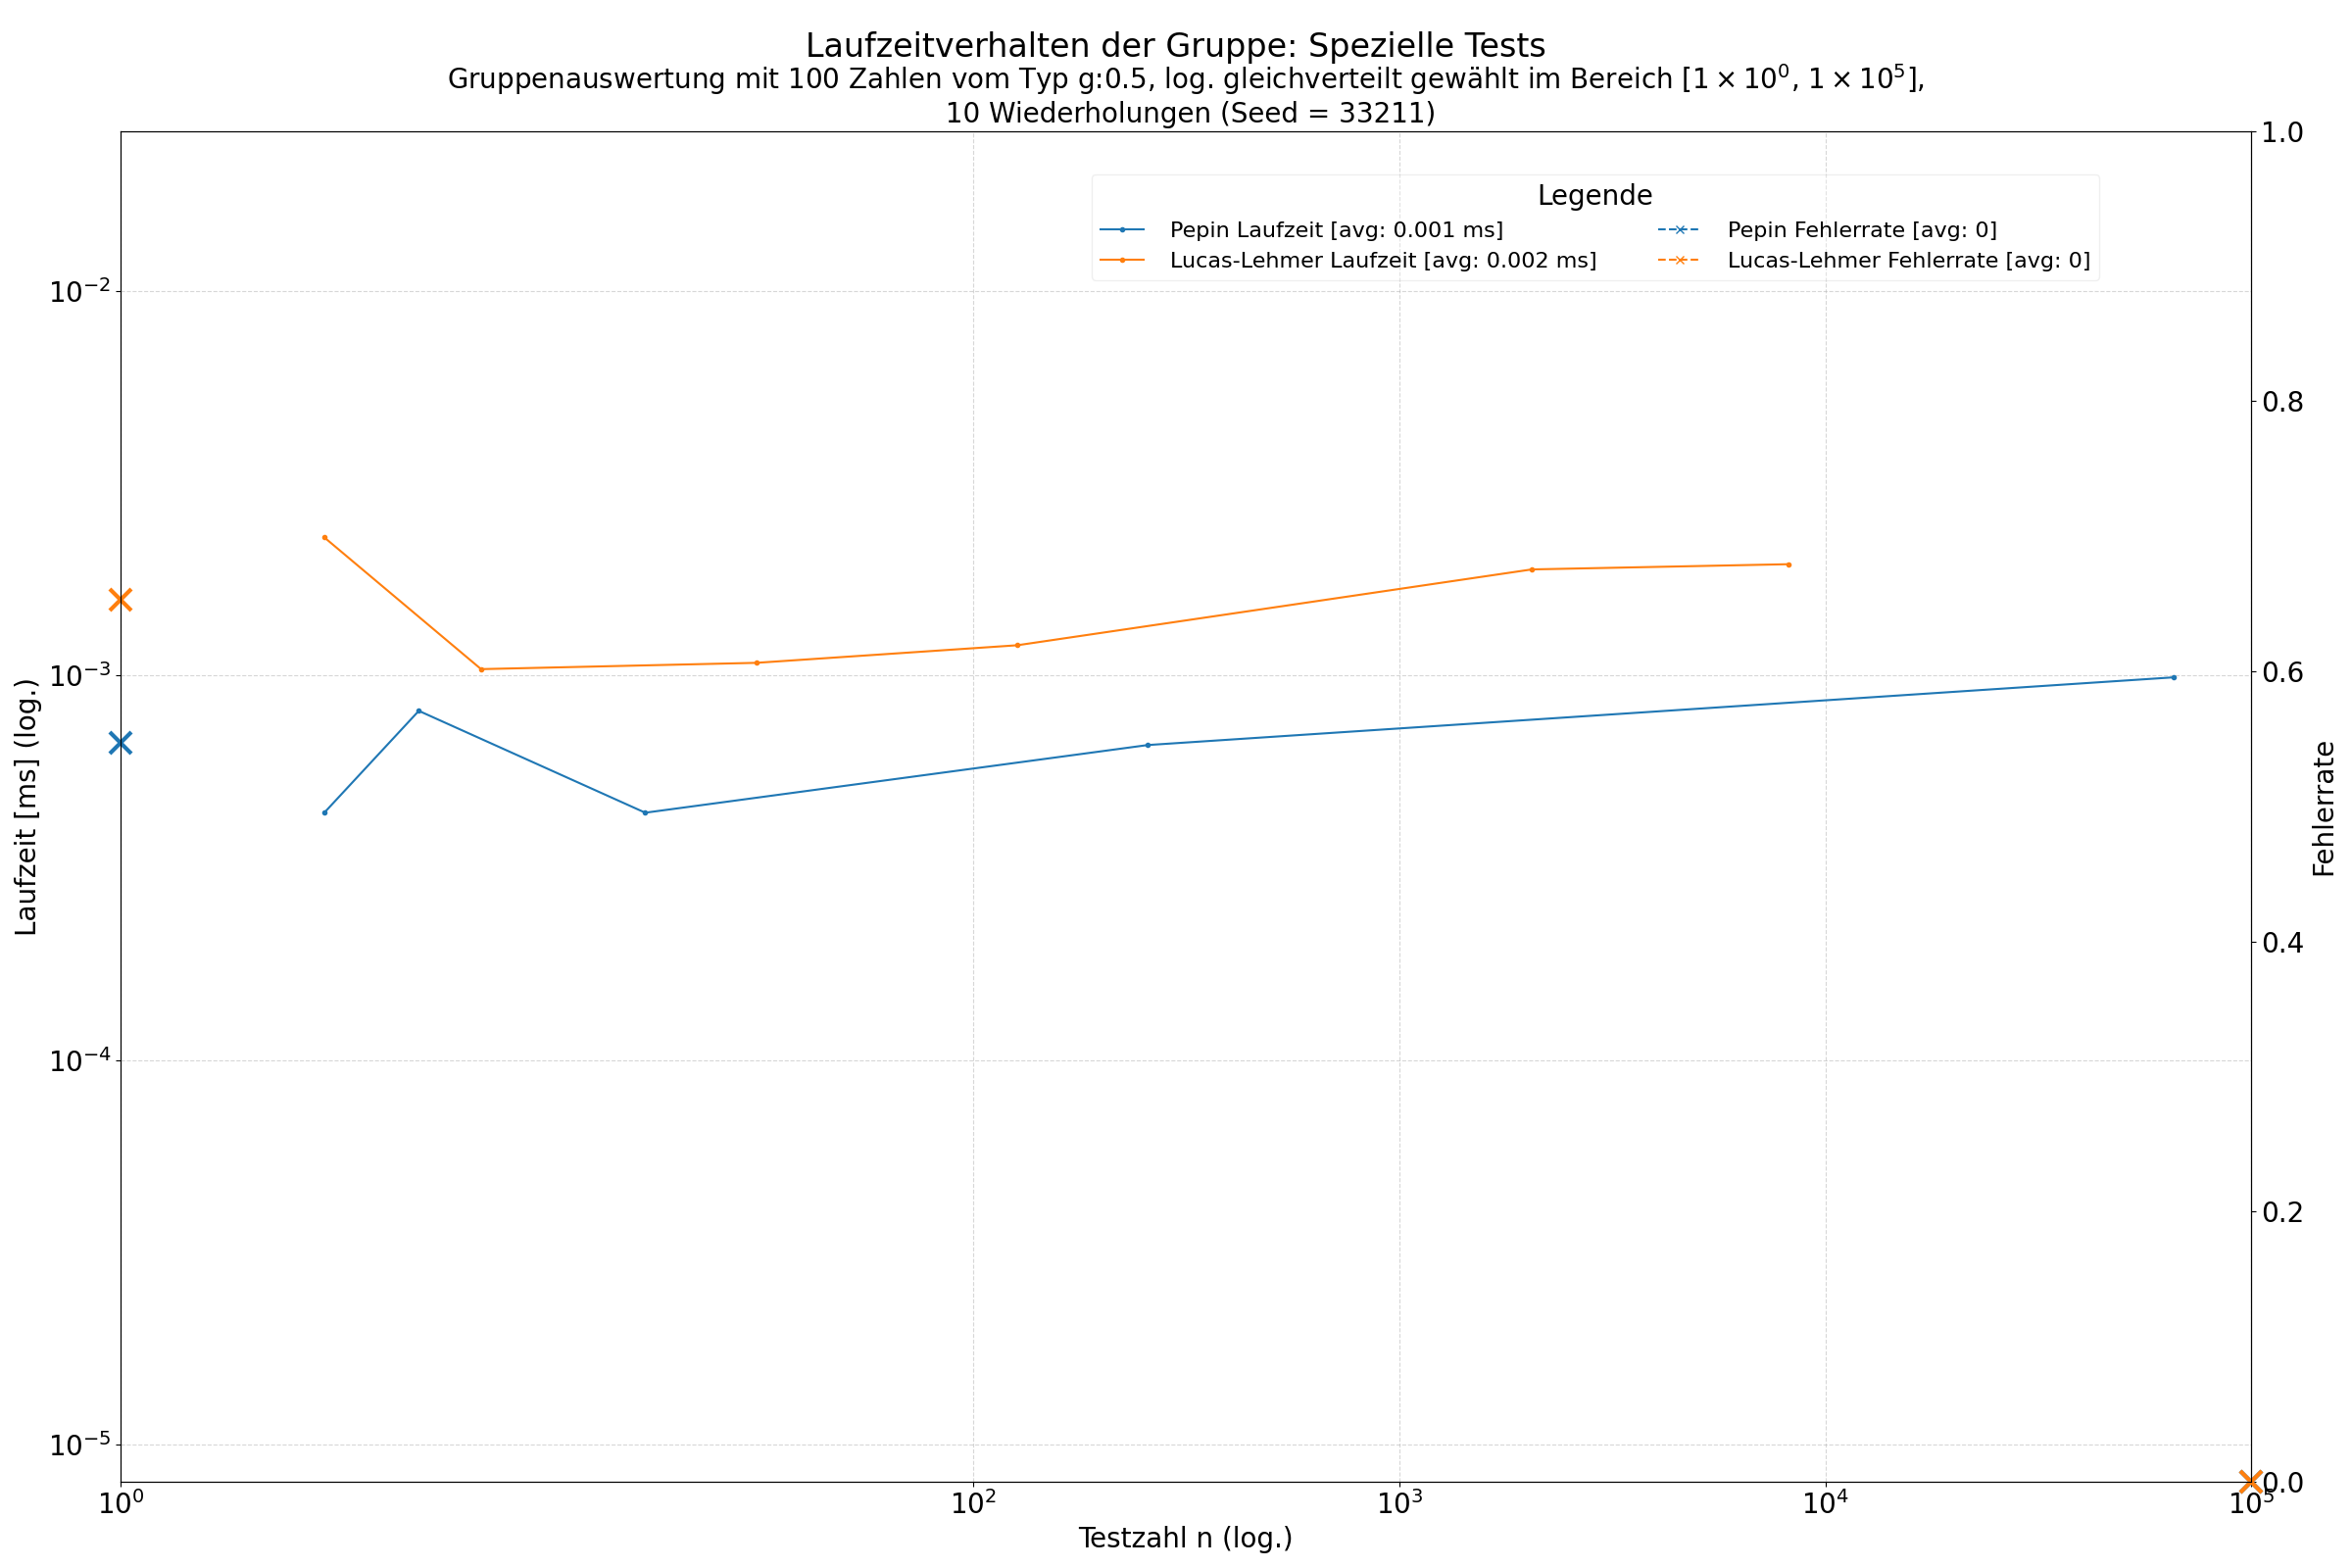 Laufzeitverhalten der Gruppe: Spezielle Tests
Gruppenauswertung mit 100 Zahlen vom Typ g:0.5, log. gleichverteilt gewählt im Bereich [1 × 10⁰, 1 × 10⁵],
10 Wiederholungen (Seed = 33211)
Legende
Pepin Laufzeit [avg: 0.001 ms]
Lucas-Lehmer Laufzeit [avg: 0.002 ms]
Pepin Fehlerrate [avg: 0]
Lucas-Lehmer Fehlerrate [avg: 0]
Laufzeit [ms] (log.)
10⁻²
10⁻³
10⁻⁴
10⁻⁵
1.0
0.8
0.6
0.4
0.2
0.0
Fehlerrate
10⁰
10²
10³
10⁴
10⁵
Testzahl n (log.)